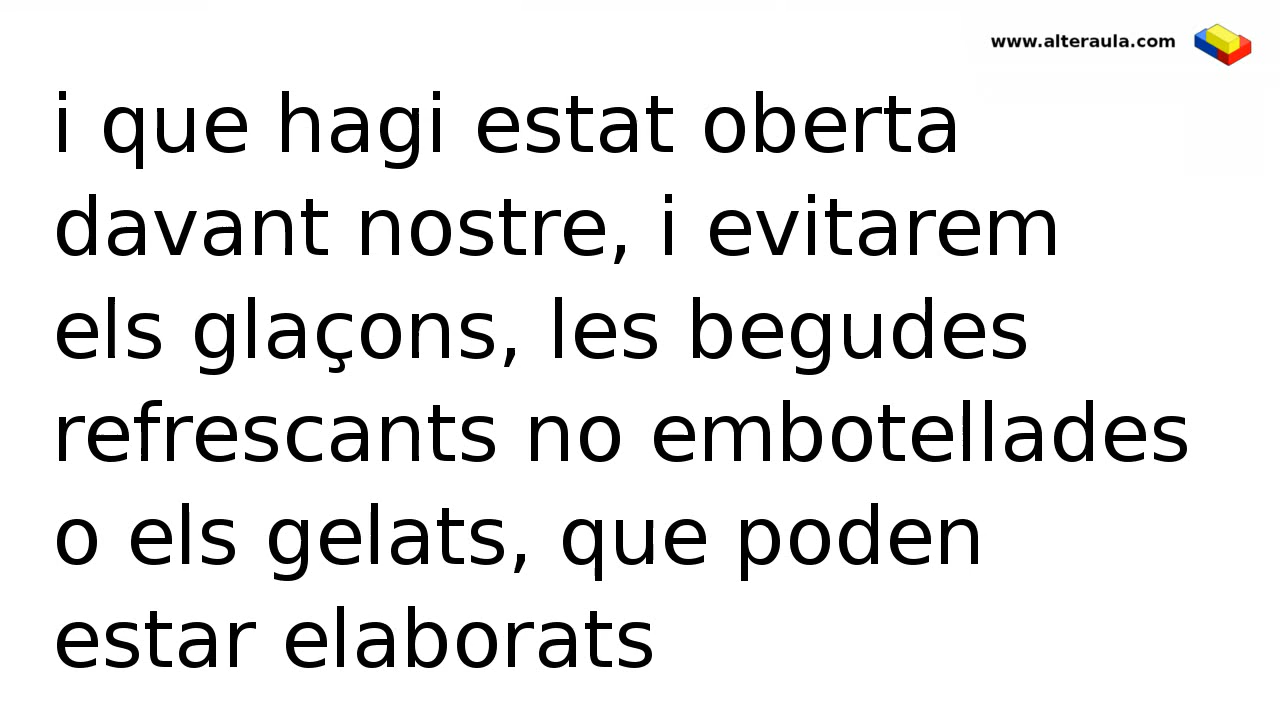 www.alteraula.com
i que hagi estat oberta
davant nostre, i evitarem
els glaçons, les begudes
refrescants no embotellades
o els gelats, que poden
estar elaborats